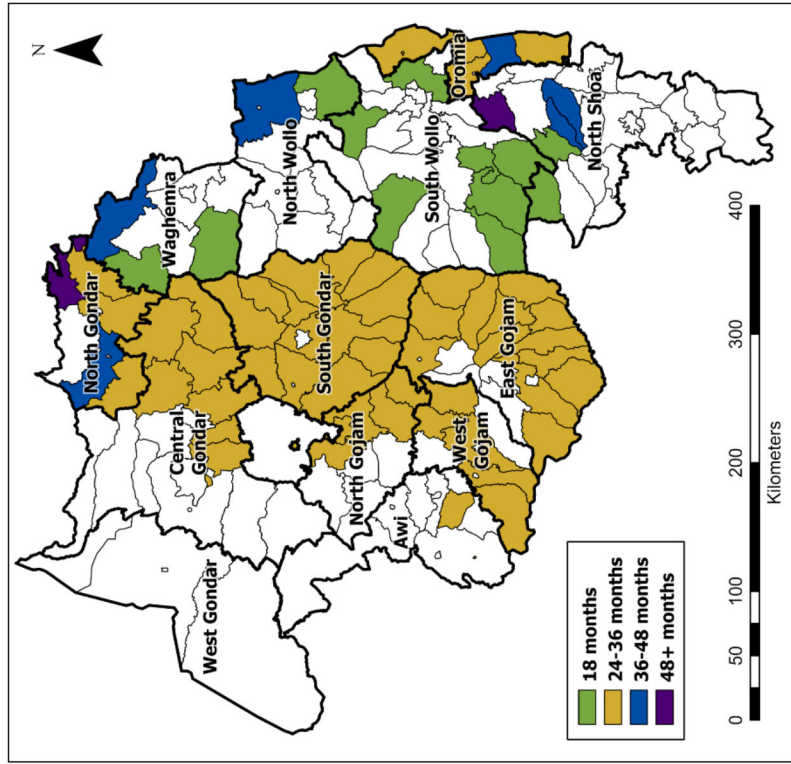 N
North Gondar
Waghemra
Central
Gondar
West Gondar
North Wollo
South Gondar
North Gojam
Awi
West
Gojam
East Gojam
South Wollo
Oromia
North Shoa
18 months
24-36 months
36-48 months
48+ months
0
50
100
200
300
400
Kilometers